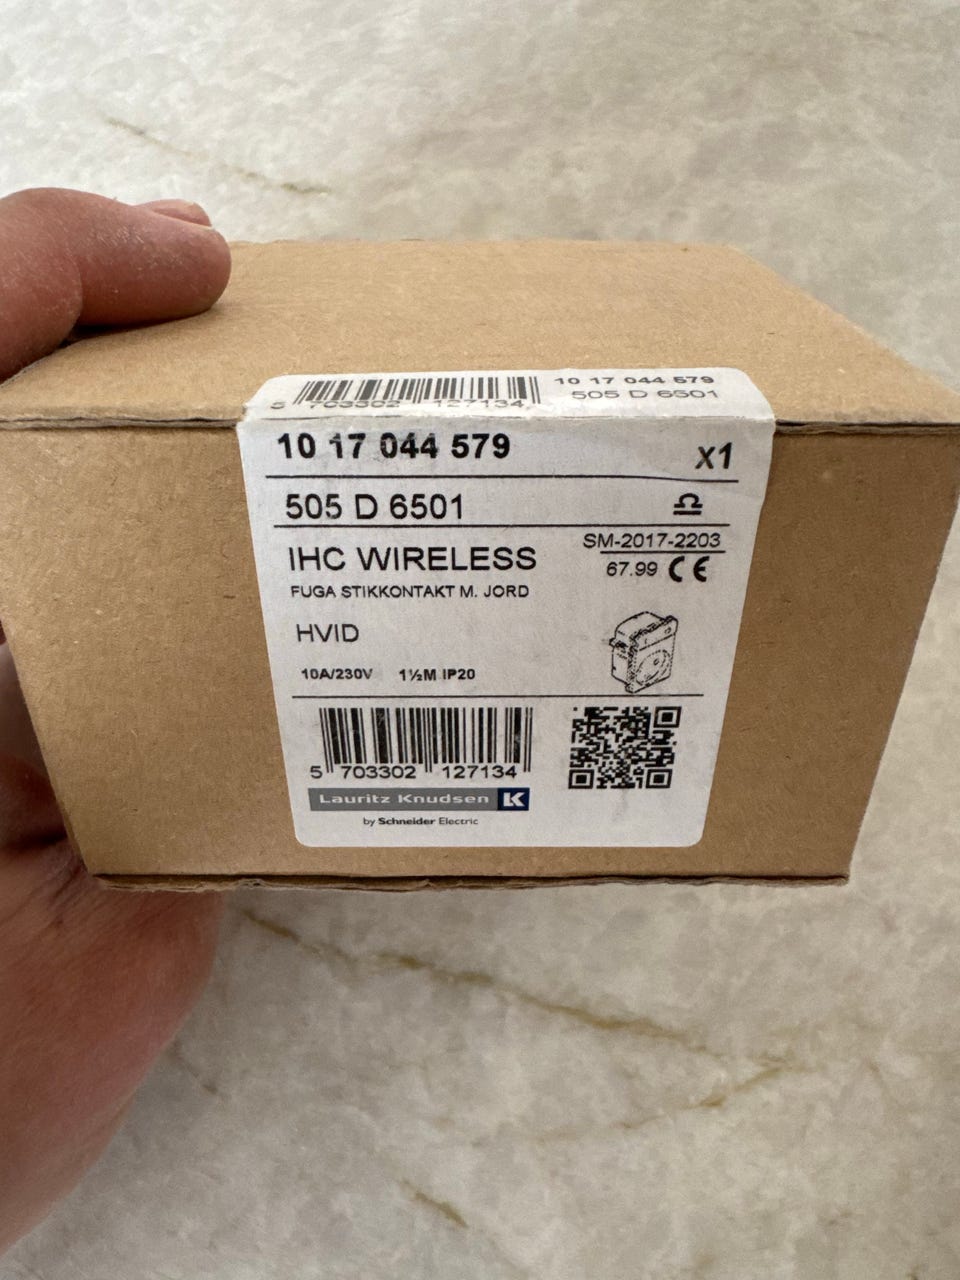 5 703302 127134
10 17 044 579
505 D 6501
10 17 044 579
x1
505 D 6501
IHC WIRELESS
SM-2017-2203
67.99 CE
FUGA STIKKONTAKT M. JORD
HVID
10A/230V 1½M IP20
5 703302 127134
Lauritz Knudsen K
by Schneider Electric